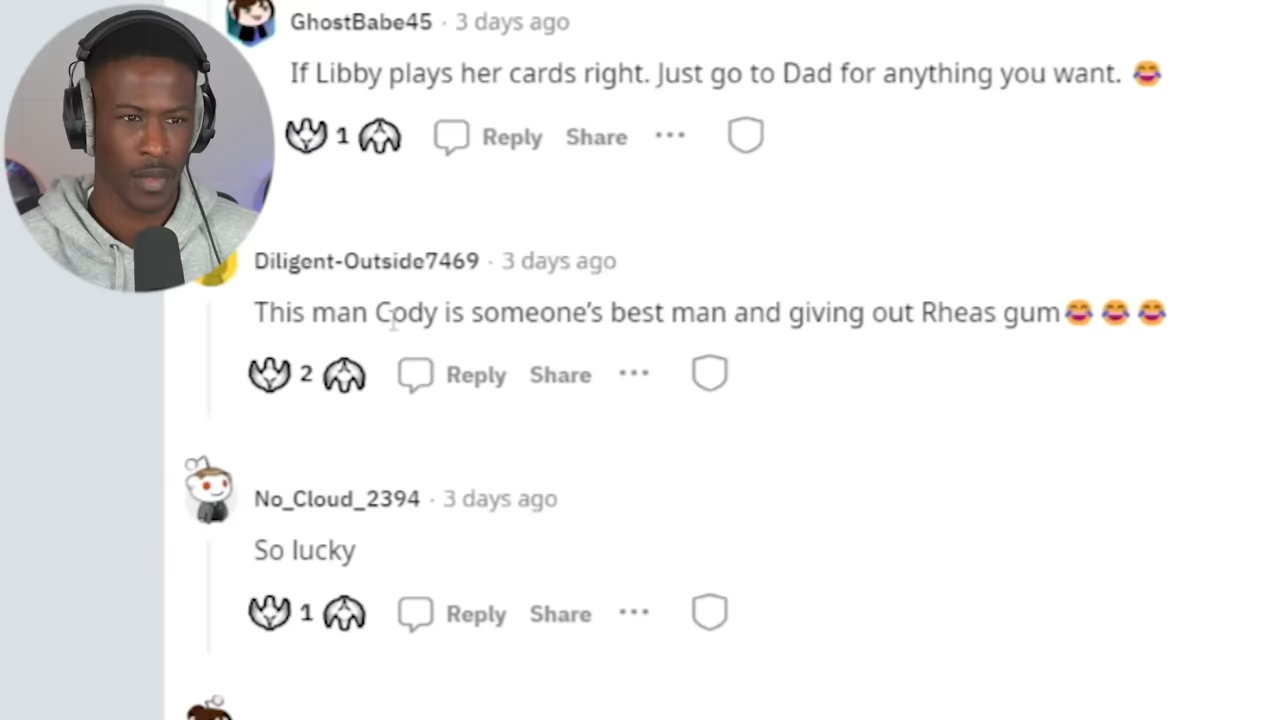 GhostBabe45 · 3 days ago
If Libby plays her cards right. Just go to Dad for anything you want. 😂
1 Reply Share ···
Diligent-Outside7469 · 3 days ago
This man Cody is someone's best man and giving out Rheas gum😂😂😂
2 Reply Share ···
No_Cloud_2394 · 3 days ago
So lucky
1 Reply Share ···